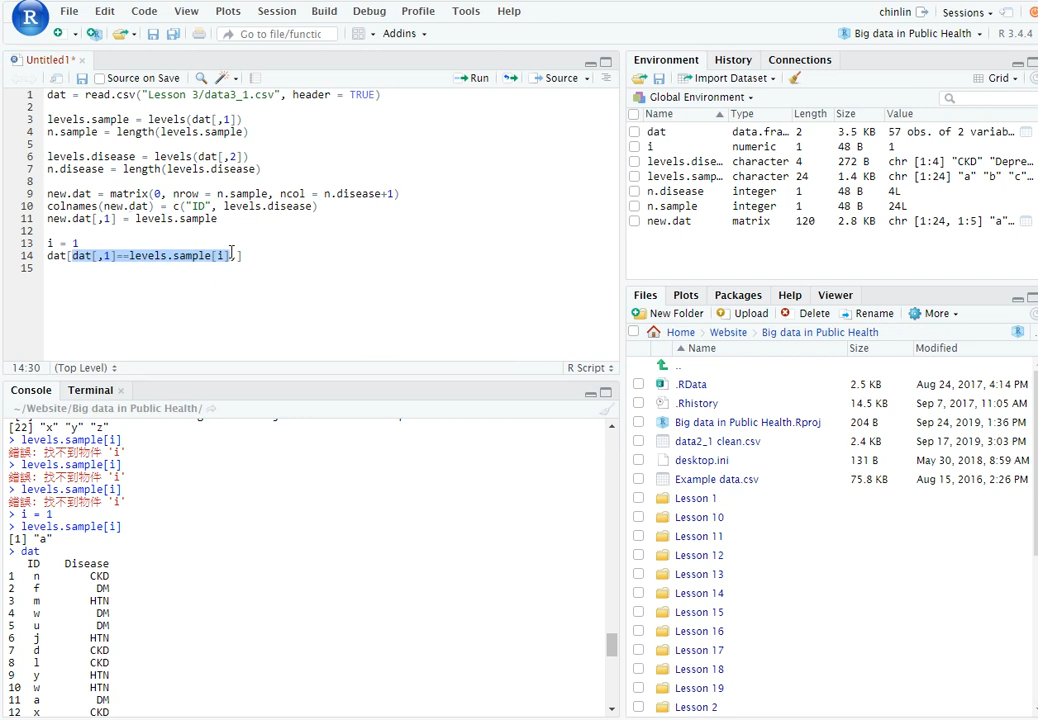 R File Edit Code View Plots Session Build Debug Profile Tools Help chinlin Sessions
Go to file/functic Addins Big data in Public Health R 3.4.4
Untitled1* ×
Source on Save Run Source
1 dat = read.csv("Lesson 3/data3_1.csv", header = TRUE)
2
3 levels.sample = levels(dat[,1])
4 n.sample = length(levels.sample)
5
6 levels.disease = levels(dat[,2])
7 n.disease = length(levels.disease)
8
9 new.dat = matrix(0, nrow = n.sample, ncol = n.disease+1)
10 colnames(new.dat) = c("ID", levels.disease)
11 new.dat[,1] = levels.sample
12
13 i = 1
14 dat[dat[,1]==levels.sample[i],]
15
14:30 (Top Level) R Script
Console Terminal ×
~/Website/Big data in Public Health/
[22] "x" "y" "z"
> levels.sample[i]
錯誤: 找不到物件 'i'
> levels.sample[i]
錯誤: 找不到物件 'i'
> levels.sample[i]
錯誤: 找不到物件 'i'
> i = 1
> levels.sample[i]
[1] "a"
> dat
ID Disease
1 n CKD
2 f DM
3 m HTN
4 w DM
5 u DM
6 j HTN
7 d CKD
8 l CKD
9 y HTN
10 w HTN
11 a DM
12 x CKD
Environment History Connections
Import Dataset Grid
Global Environment
Name Type Length Size Value
dat data.fra… 2 3.5 KB 57 obs. of 2 variab…
i numeric 1 48 B 1
levels.dise… character 4 272 B chr [1:4] "CKD" "Depre…
levels.samp… character 24 1.4 KB chr [1:24] "a" "b" "c"…
n.disease integer 1 48 B 4L
n.sample integer 1 48 B 24L
new.dat matrix 120 2.8 KB chr [1:24, 1:5] "a"…
Files Plots Packages Help Viewer
New Folder Upload Delete Rename More
Home Website Big data in Public Health
Name Size Modified
..
.RData 2.5 KB Aug 24, 2017, 4:14 PM
.Rhistory 14.5 KB Sep 7, 2017, 11:05 AM
Big data in Public Health.Rproj 204 B Sep 24, 2019, 1:36 PM
data2_1 clean.csv 2.4 KB Sep 17, 2019, 3:03 PM
desktop.ini 131 B May 30, 2018, 8:59 AM
Example data.csv 75.8 KB Aug 15, 2016, 2:26 PM
Lesson 1
Lesson 10
Lesson 11
Lesson 12
Lesson 13
Lesson 14
Lesson 15
Lesson 16
Lesson 17
Lesson 18
Lesson 19
Lesson 2